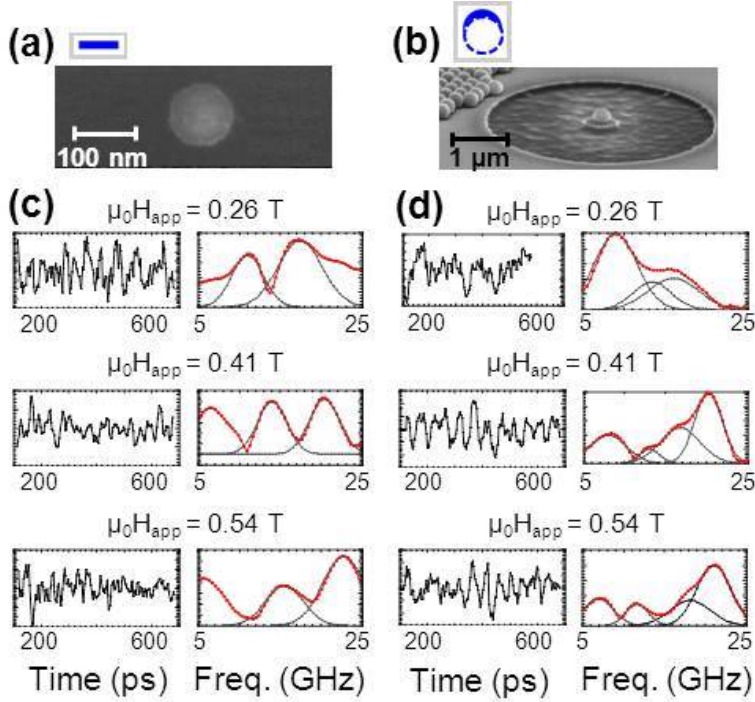 (a)
(b)
100 nm
1 μm
(c)
μ₀Hₐₚₚ = 0.26 T
(d)
μ₀Hₐₚₚ = 0.26 T
200 600 5 25
200 600 5 25
μ₀Hₐₚₚ = 0.41 T
μ₀Hₐₚₚ = 0.41 T
200 600 5 25
200 600 5 25
μ₀Hₐₚₚ = 0.54 T
μ₀Hₐₚₚ = 0.54 T
200 600 5 25
200 600 5 25
Time (ps) Freq. (GHz)
Time (ps) Freq. (GHz)